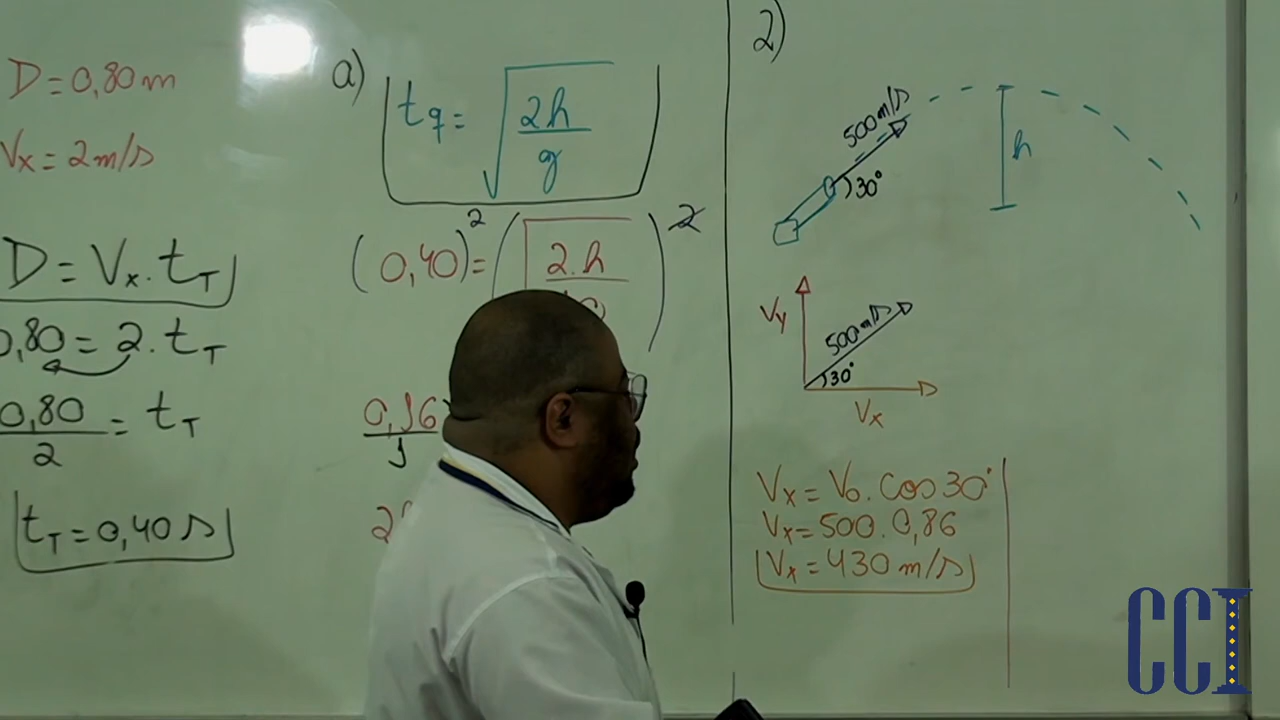 D = 0,80 m
Vx = 2 m/s
D = Vx . tT
0,80 = 2 . tT
0,80/2 = tT
tT = 0,40 s
a)
tq = √(2h/g)
(0,40)² = (√(2.h/
)²
0,16
2)
500 m/s
30°
h
Vy
500 m/s
30°
Vx
Vx = Vo . cos 30°
Vx = 500 . 0,86
Vx = 430 m/s
CCI